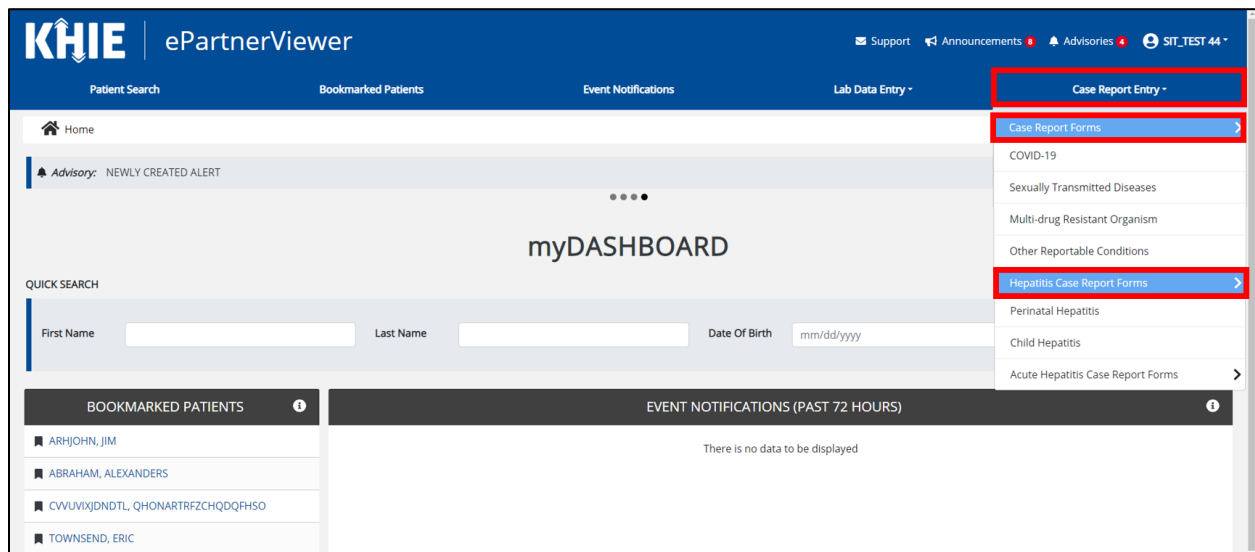 KHIE ePartnerViewer
Support Announcements 8 Advisories 4 SIT_TEST 44
Patient Search Bookmarked Patients Event Notifications Lab Data Entry Case Report Entry
Home
Case Report Forms
COVID-19
Sexually Transmitted Diseases
Multi-drug Resistant Organism
Other Reportable Conditions
Hepatitis Case Report Forms
Perinatal Hepatitis
Child Hepatitis
Acute Hepatitis Case Report Forms
Advisory: NEWLY CREATED ALERT
myDASHBOARD
QUICK SEARCH
First Name Last Name Date Of Birth mm/dd/yyyy
BOOKMARKED PATIENTS
ARHJOHN, JIM
ABRAHAM, ALEXANDERS
CVVUVIXJDNDTL, QHONARTRFZCHQDQFHSO
TOWNSEND, ERIC
EVENT NOTIFICATIONS (PAST 72 HOURS)
There is no data to be displayed